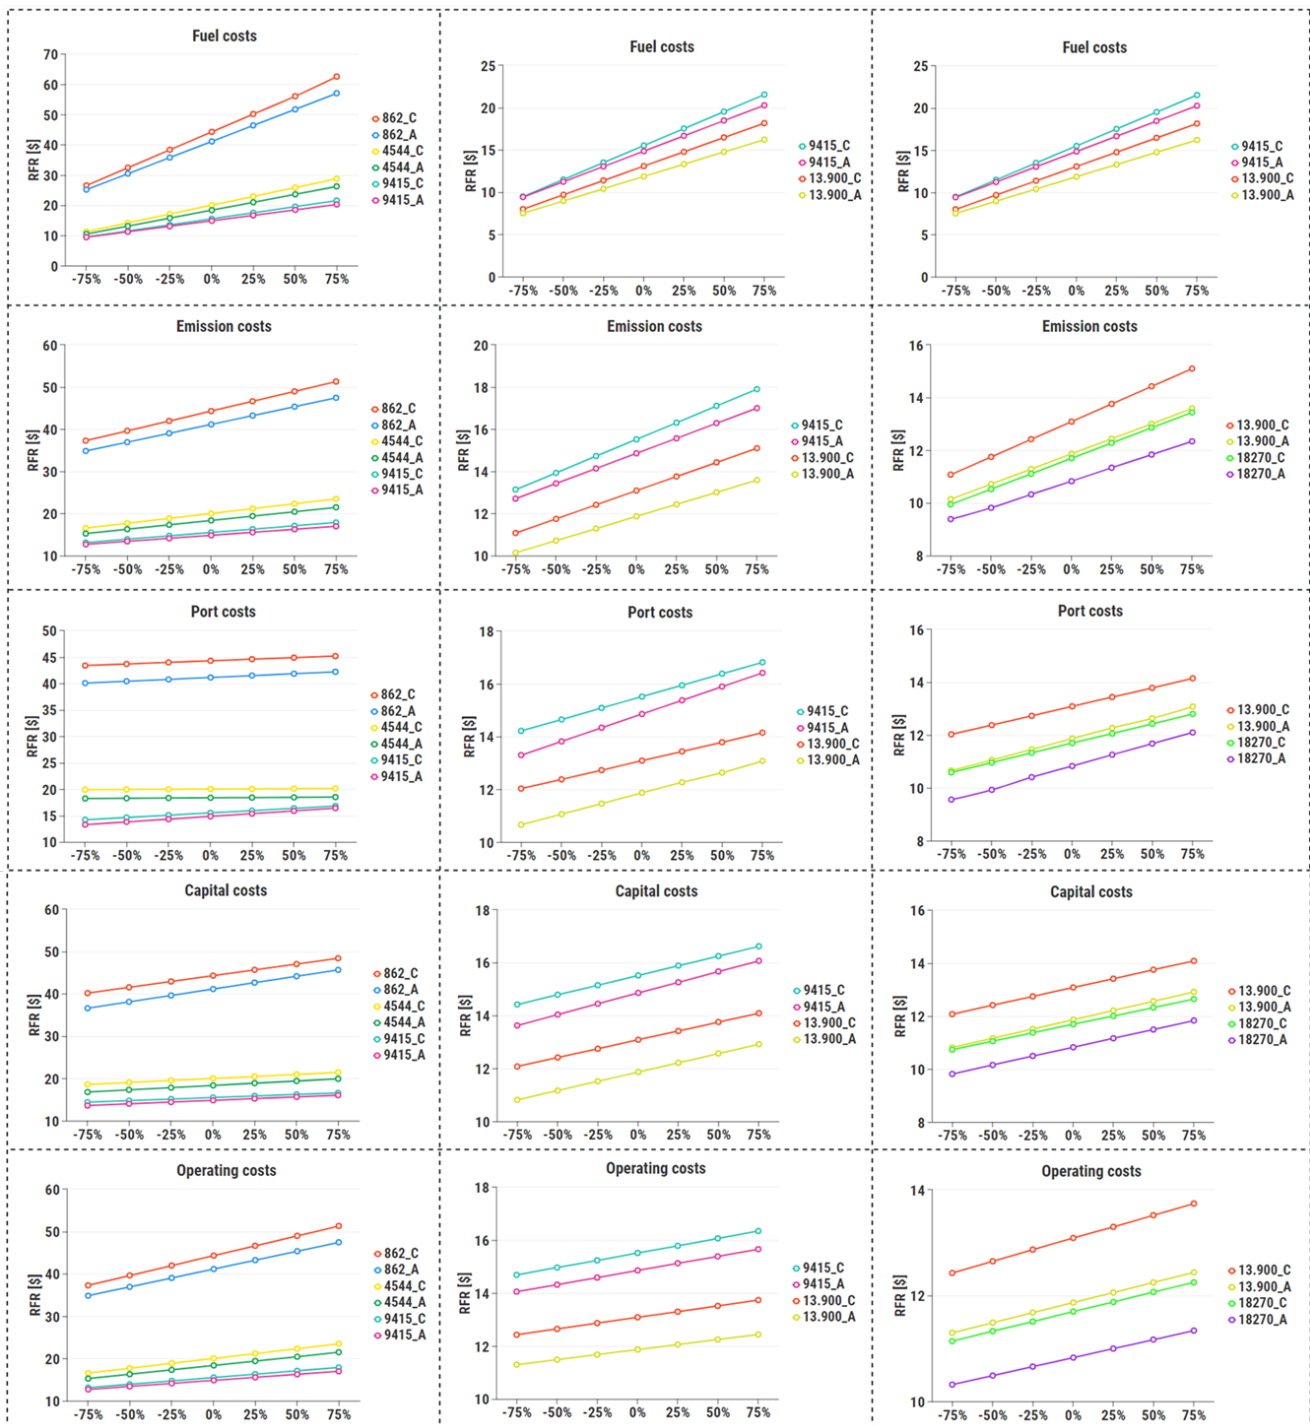 Fuel costs
RFR [$]
70
60
50
40
30
20
10
0
-75% -50% -25% 0% 25% 50% 75%
862_C
862_A
4544_C
4544_A
9415_C
9415_A
Fuel costs
RFR [$]
25
20
15
10
5
0
-75% -50% -25% 0% 25% 50% 75%
9415_C
9415_A
13.900_C
13.900_A
Fuel costs
RFR [$]
25
20
15
10
5
0
-75% -50% -25% 0% 25% 50% 75%
9415_C
9415_A
13.900_C
13.900_A
Emission costs
RFR [$]
60
50
40
30
20
10
-75% -50% -25% 0% 25% 50% 75%
862_C
862_A
4544_C
4544_A
9415_C
9415_A
Emission costs
RFR [$]
20
18
16
14
12
10
-75% -50% -25% 0% 25% 50% 75%
9415_C
9415_A
13.900_C
13.900_A
Emission costs
RFR [$]
16
14
12
10
8
-75% -50% -25% 0% 25% 50% 75%
13.900_C
13.900_A
18270_C
18270_A
Port costs
RFR [$]
50
45
40
35
30
25
20
15
10
-75% -50% -25% 0% 25% 50% 75%
862_C
862_A
4544_C
4544_A
9415_C
9415_A
Port costs
RFR [$]
18
16
14
12
10
-75% -50% -25% 0% 25% 50% 75%
9415_C
9415_A
13.900_C
13.900_A
Port costs
RFR [$]
16
14
12
10
8
-75% -50% -25% 0% 25% 50% 75%
13.900_C
13.900_A
18270_C
18270_A
Capital costs
RFR [$]
60
50
40
30
20
10
-75% -50% -25% 0% 25% 50% 75%
862_C
862_A
4544_C
4544_A
9415_C
9415_A
Capital costs
RFR [$]
18
16
14
12
10
-75% -50% -25% 0% 25% 50% 75%
9415_C
9415_A
13.900_C
13.900_A
Capital costs
RFR [$]
16
14
12
10
8
-75% -50% -25% 0% 25% 50% 75%
13.900_C
13.900_A
18270_C
18270_A
Operating costs
RFR [$]
60
50
40
30
20
10
-75% -50% -25% 0% 25% 50% 75%
862_C
862_A
4544_C
4544_A
9415_C
9415_A
Operating costs
RFR [$]
18
16
14
12
10
-75% -50% -25% 0% 25% 50% 75%
9415_C
9415_A
13.900_C
13.900_A
Operating costs
RFR [$]
14
12
10
-75% -50% -25% 0% 25% 50% 75%
13.900_C
13.900_A
18270_C
18270_A